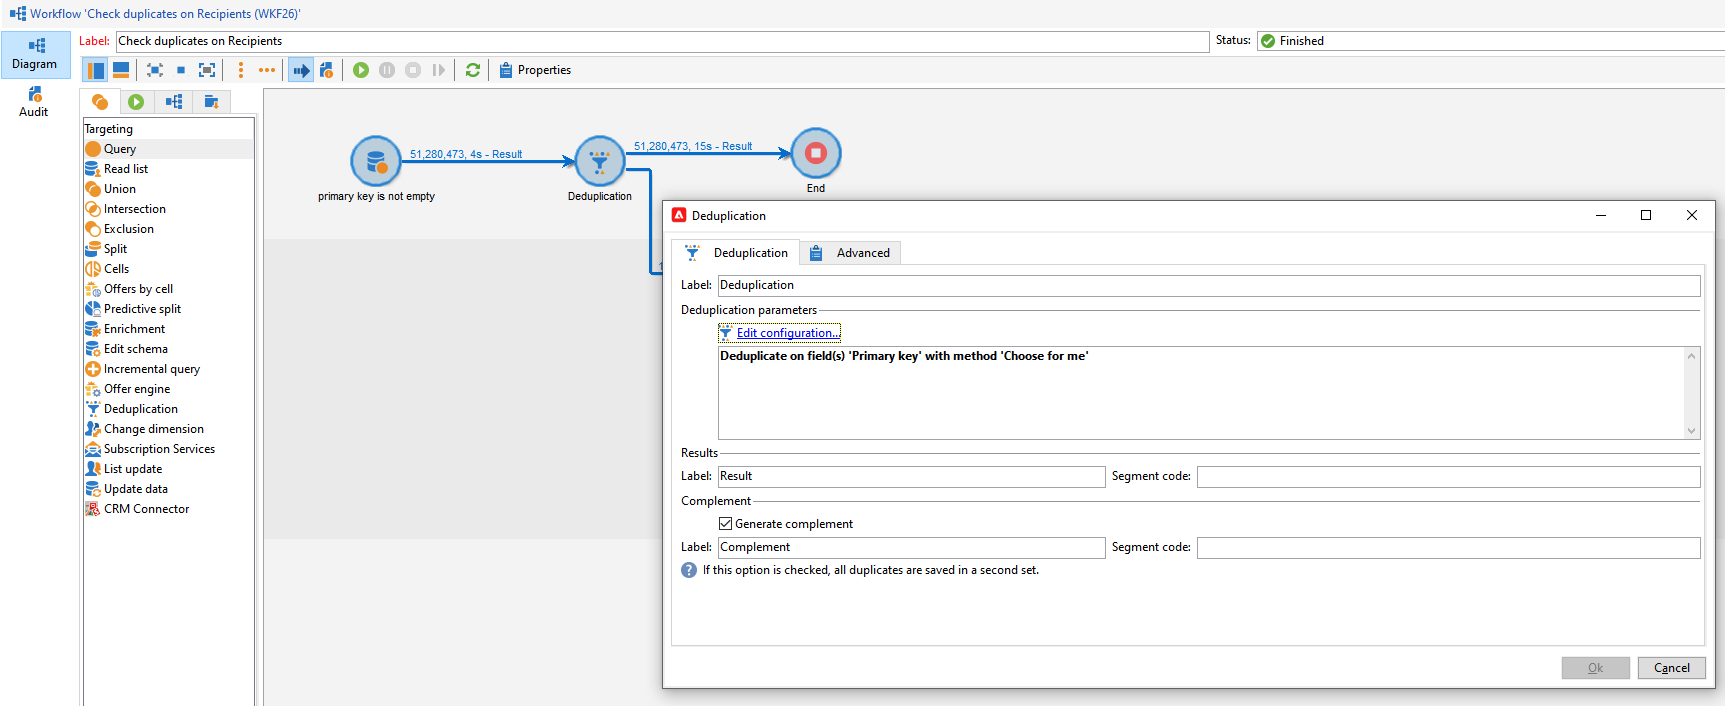 Workflow 'Check duplicates on Recipients (WKF26)'
Diagram
Audit
Label: Check duplicates on Recipients
Status: Finished
Properties
Targeting
Query
Read list
Union
Intersection
Exclusion
Split
Cells
Offers by cell
Predictive split
Enrichment
Edit schema
Incremental query
Offer engine
Deduplication
Change dimension
Subscription Services
List update
Update data
CRM Connector
51,280,473, 4s - Result
51,280,473, 15s - Result
primary key is not empty
Deduplication
End
Deduplication
Deduplication
Advanced
Label: Deduplication
Deduplication parameters
Edit configuration...
Deduplicate on field(s) 'Primary key' with method 'Choose for me'
Results
Label: Result
Segment code:
Complement
Generate complement
Label: Complement
Segment code:
If this option is checked, all duplicates are saved in a second set.
Ok
Cancel